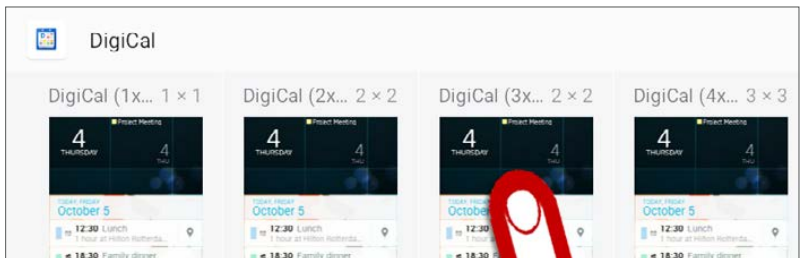 DigiCal
DigiCal (1x... 1 × 1
DigiCal (2x... 2 × 2
DigiCal (3x... 2 × 2
DigiCal (4x... 3 × 3
Project Meeting
4
THURSDAY
4
THU
TODAY, FRIDAY
October 5
12:30 Lunch
1 hour at Hilton Rotterda...
18:30 Family dinner
Project Meeting
4
THURSDAY
4
THU
TODAY, FRIDAY
October 5
12:30 Lunch
1 hour at Hilton Rotterda...
18:30 Family dinner
Project Meeting
4
THURSDAY
4
THU
TODAY, FRIDAY
Octobe
12:30
1 hour
18:30
dinner
Project Meeting
4
THURSDAY
4
THU
TODAY, FRIDAY
October 5
12:30 Lunch
1 hour at Hilton Rotterda...
18:30 Family dinner